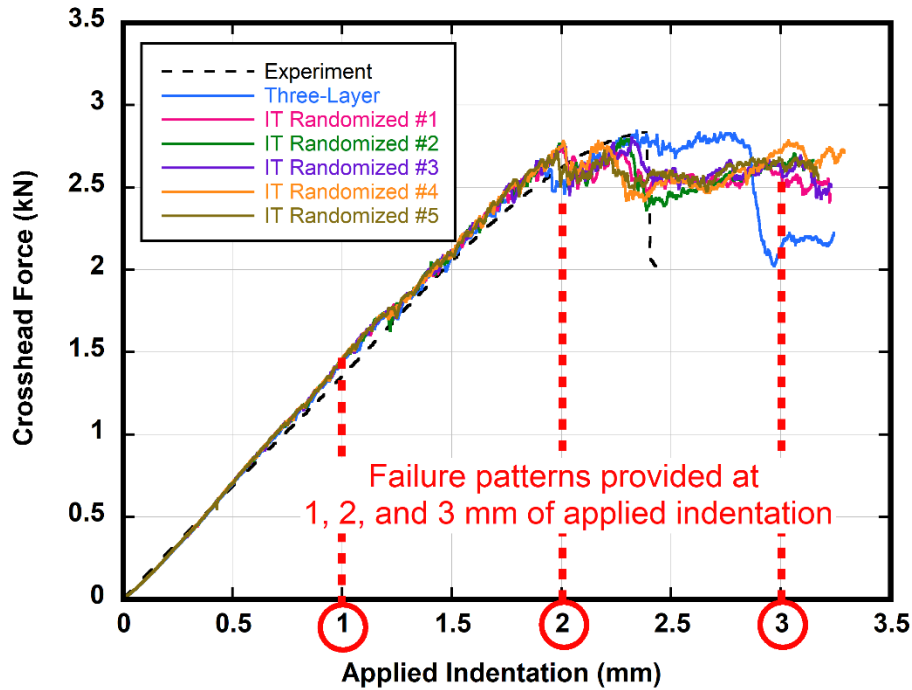 3.5
3
2.5
2
1.5
1
0.5
0
Crosshead Force (kN)
Experiment
Three-Layer
IT Randomized #1
IT Randomized #2
IT Randomized #3
IT Randomized #4
IT Randomized #5
Failure patterns provided at
1, 2, and 3 mm of applied indentation
0 0.5 1 1.5 2 2.5 3 3.5
Applied Indentation (mm)